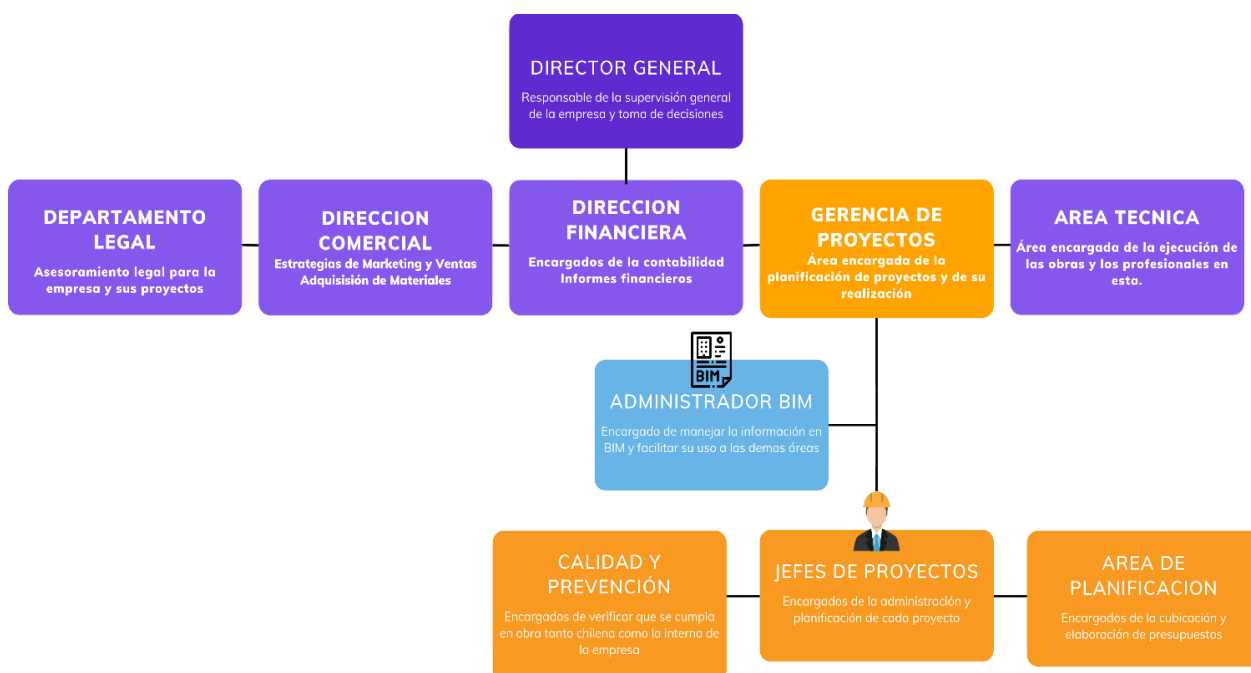 DIRECTOR GENERAL
Responsable de la supervisión general
de la empresa y toma de decisiones
DEPARTAMENTO
LEGAL
Asesoramiento legal para la
empresa y sus proyectos
DIRECCION
COMERCIAL
Estrategias de Marketing y Ventas
Adquisisión de Materiales
DIRECCION
FINANCIERA
Encargados de la contabilidad
Informes financieros
GERENCIA DE
PROYECTOS
Área encargada de la
planificación de proyectos y de su
realización
AREA TECNICA
Área encargada de la ejecución de
las obras y los profesionales en
esta.
BIM
ADMINISTRADOR BIM
Encargado de manejar la información en
BIM y facilitar su uso a las demas áreas
CALIDAD Y
PREVENCIÓN
Encargados de verificar que se cumpla
en obra tanto chilena como la interna de
la empresa
JEFES DE PROYECTOS
Encargados de la administración y
planificación de cada proyecto
AREA DE
PLANIFICACION
Encargados de la cubicación y
elaboración de presupuestos